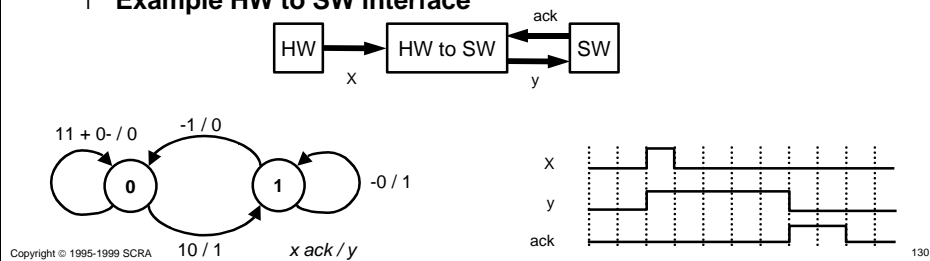 Example HW to SW Interface
ack
HW
HW to SW
SW
X
y
11 + 0- / 0
-1 / 0
0
1
-0 / 1
10 / 1
x ack / y
X
y
ack
Copyright © 1995-1999 SCRA
130